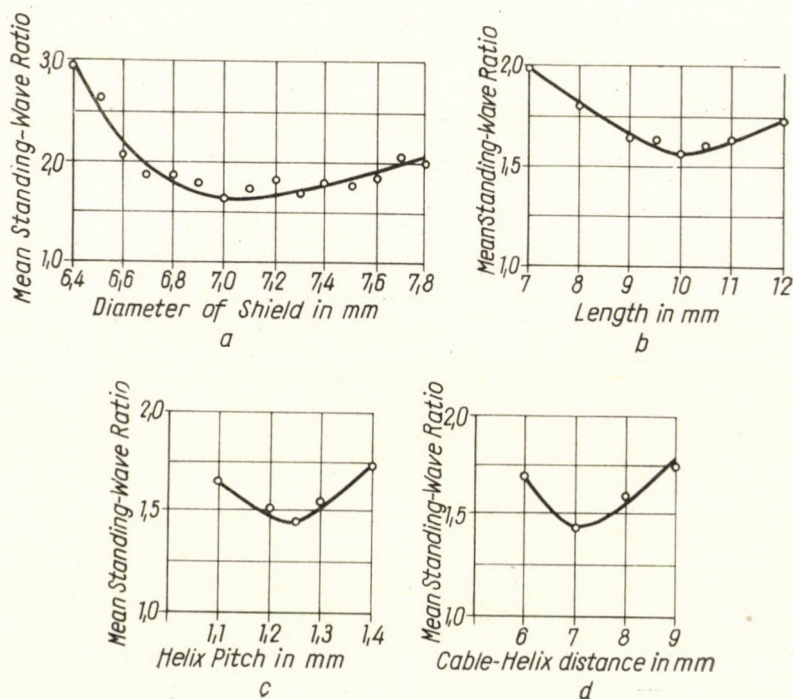 Mean Standing-Wave Ratio
3,0
2,0
1,0
6,4 6,6 6,8 7,0 7,2 7,4 7,6 7,8
Diameter of Shield in mm
a
Mean Standing-Wave Ratio
2,0
1,5
1,0
7 8 9 10 11 12
Length in mm
b
Mean Standing-Wave Ratio
2,0
1,5
1,0
1,1 1,2 1,3 1,4
Helix Pitch in mm
c
Mean Standing-Wave Ratio
2,0
1,5
1,0
6 7 8 9
Cable-Helix distance in mm
d